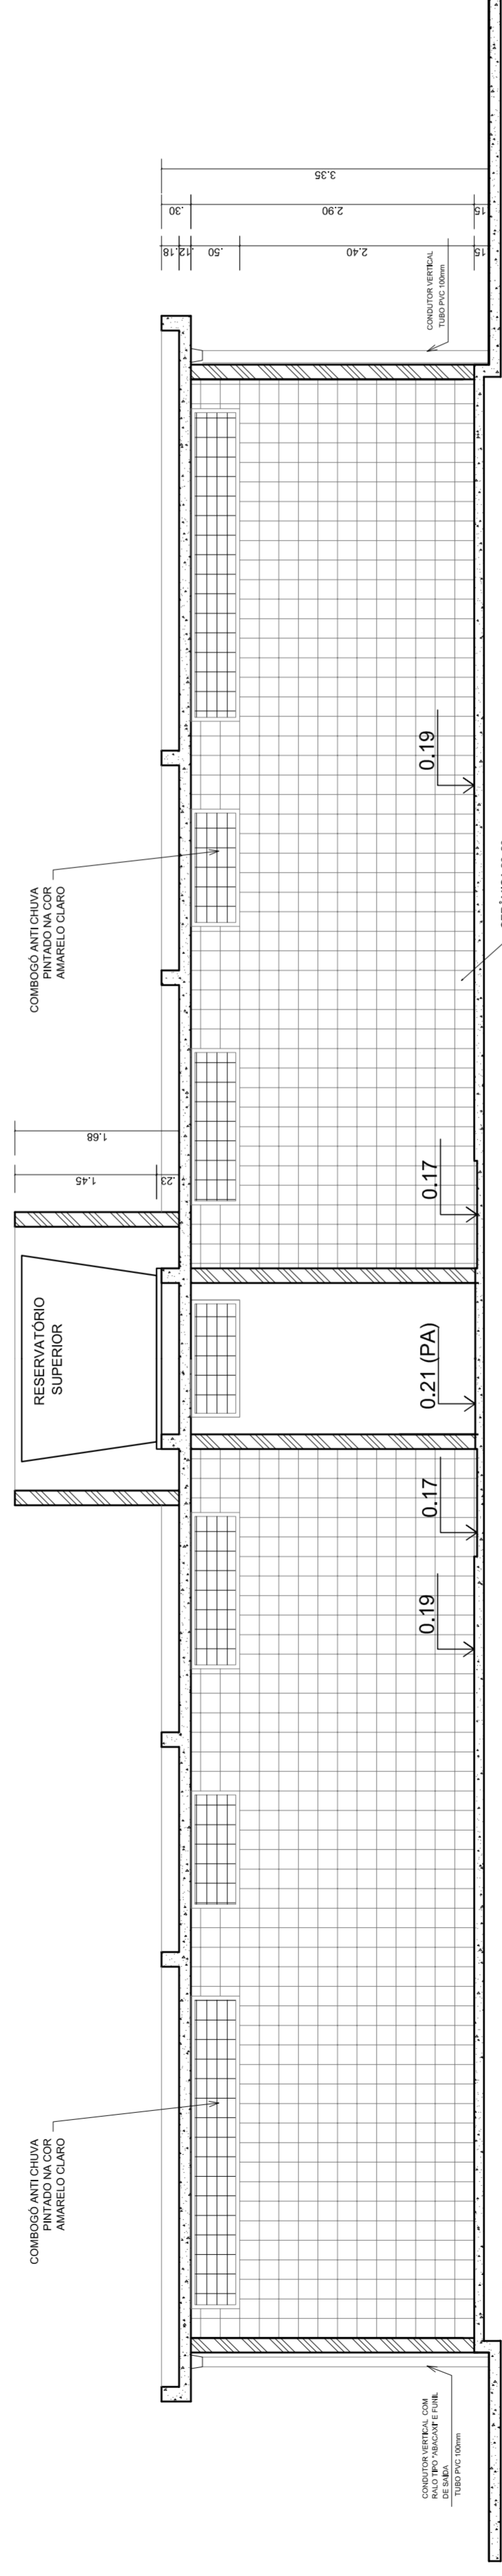 COMBOGÓ ANTI CHUVA
PINTADO NA COR
AMARELO CLARO
COMBOGÓ ANTI CHUVA
PINTADO NA COR
AMARELO CLARO
RESERVATÓRIO
SUPERIOR
1.68
1.45
.23
3.35
.30
2.90
15
.18
.12
.50
2.40
15
CONDUTOR VERTICAL COM
RALO TIPO "ABACAXI" E FUNIL
DE SAÍDA
TUBO PVC 100mm
0.19
0.17
0.21 (PA)
0.17
0.19
CONDUTOR VERTICAL
TUBO PVC 100mm